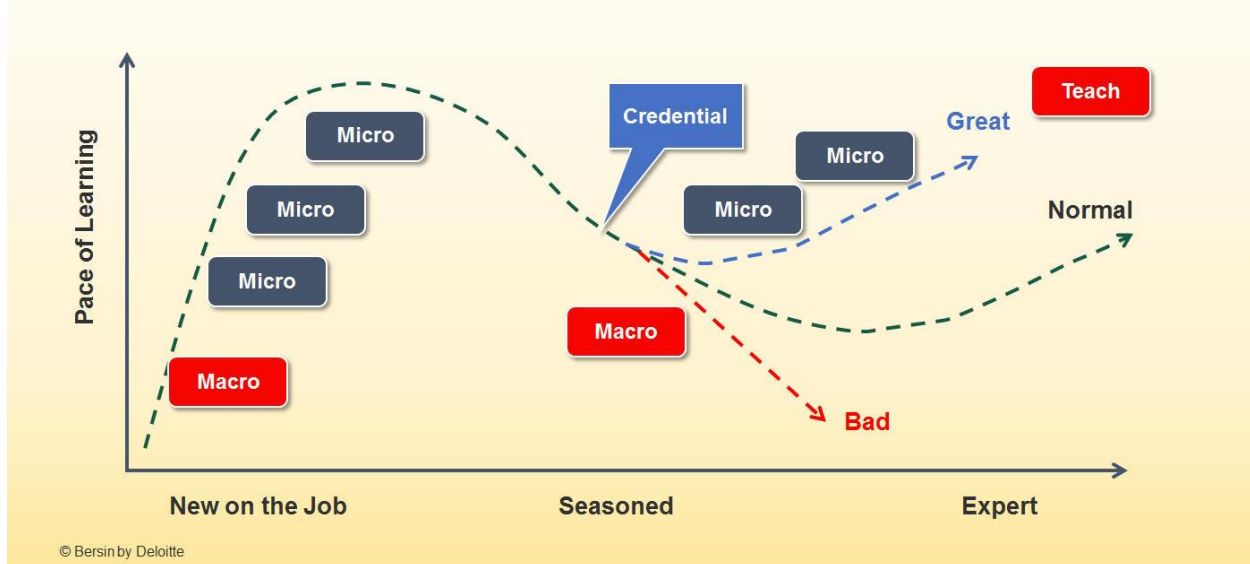 Teach
Credential
Great
Micro
Micro
Micro
Micro
Normal
Micro
Macro
Macro
Bad
Pace of Learning
New on the Job
Seasoned
Expert
© Bersin by Deloitte